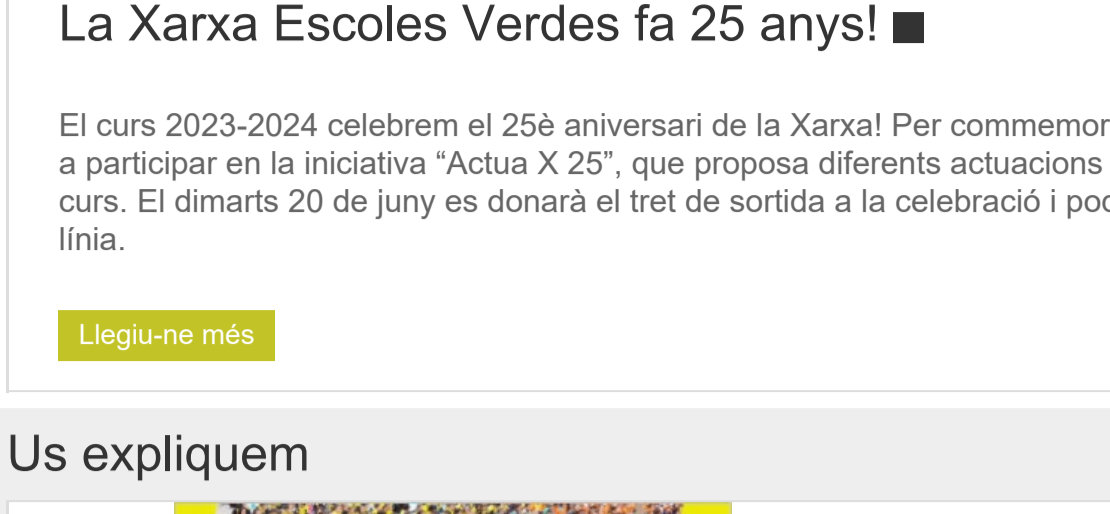 La Xarxa Escoles Verdes fa 25 anys!
El curs 2023-2024 celebrem el 25è aniversari de la Xarxa! Per
a participar en la iniciativa “Actua X 25”, que proposa diferents actuacions
curs. El dimarts 20 de juny es donarà el tret de sortida a la celebració i
línia.
Llegiu-ne més
Us expliquem